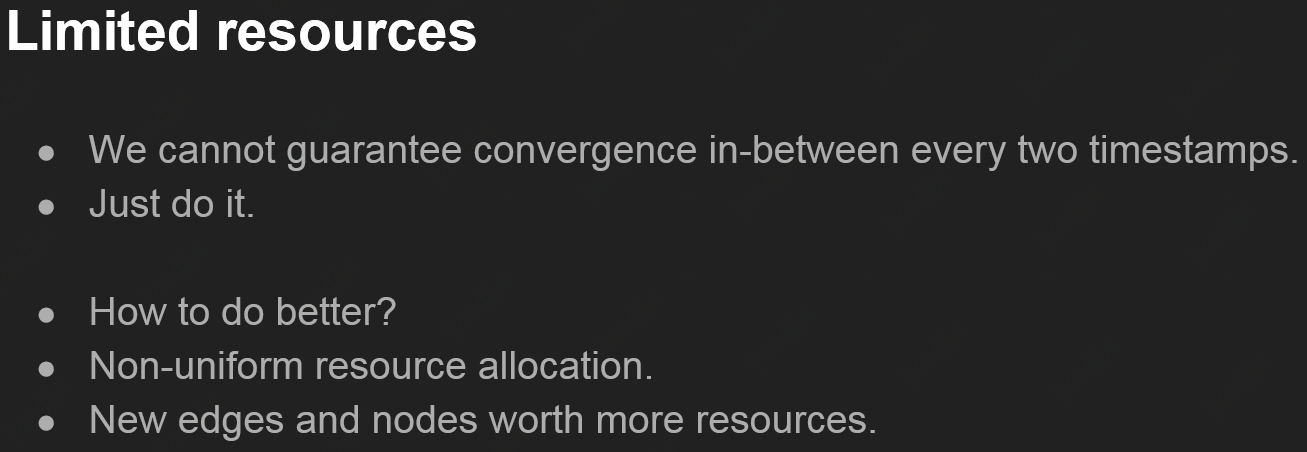 Limited resources
● We cannot guarantee convergence in-between every two timestamps.
● Just do it.
● How to do better?
● Non-uniform resource allocation.
● New edges and nodes worth more resources.